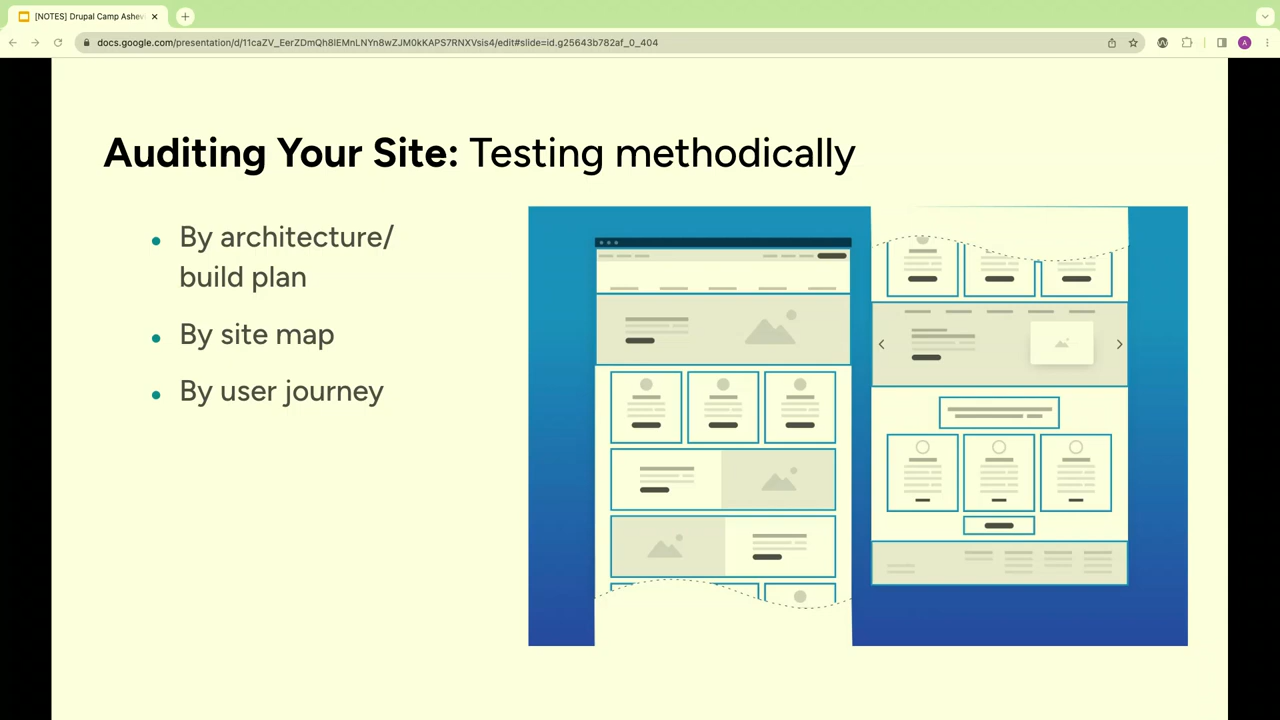 [NOTES] Drupal Camp Ashev
docs.google.com/presentation/d/11caZV_EerZDmQh8lEMnLNYn8wZJM0kKAPS7RNXVsis4/edit#slide=id.g25643b782af_0_404
A
Auditing Your Site: Testing methodically
By architecture/
build plan
By site map
By user journey